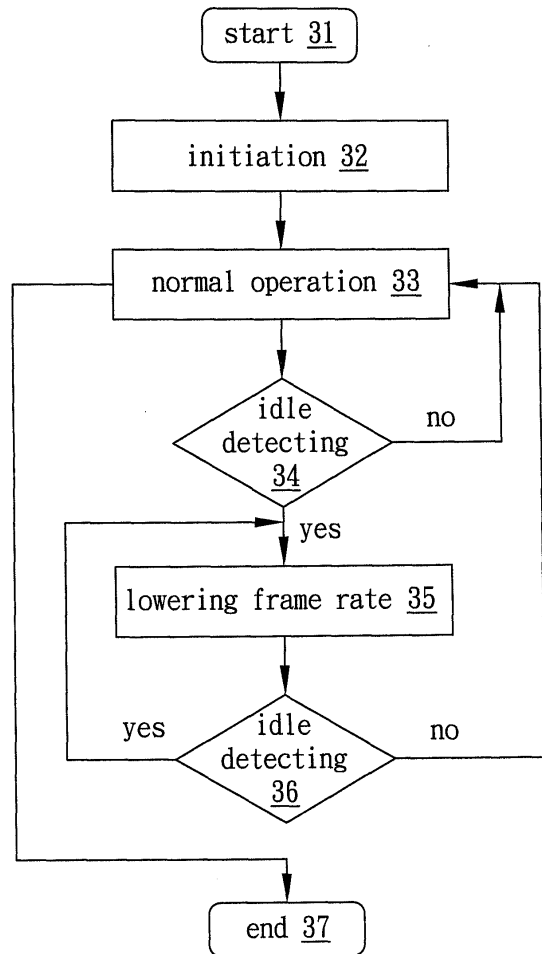 start 31
initiation 32
normal operation 33
idle
detecting
34
no
yes
lowering frame rate 35
yes
idle
detecting
36
no
end 37